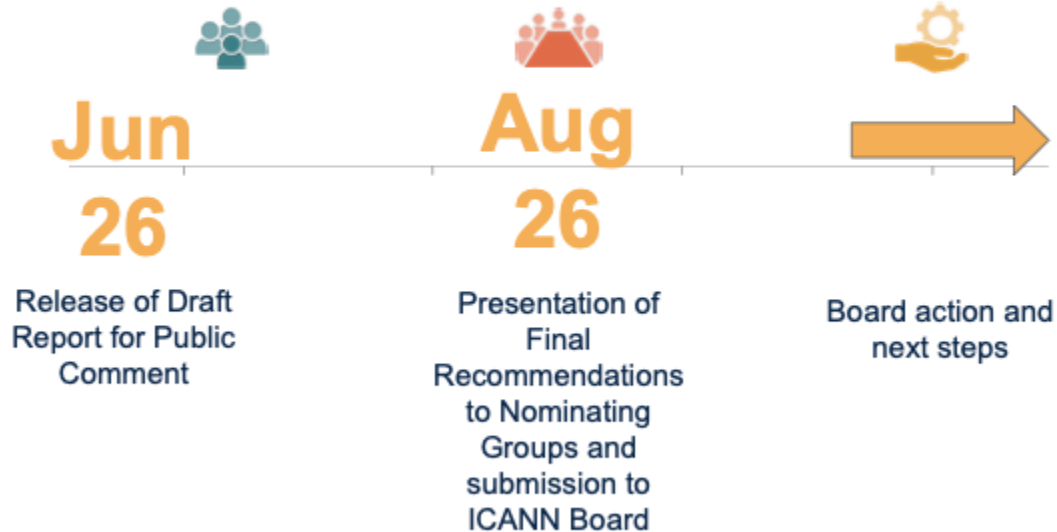 Jun
26
Release of Draft
Report for Public
Comment
Aug
26
Presentation of
Final
Recommendations
to Nominating
Groups and
submission to
ICANN Board
Board action and
next steps